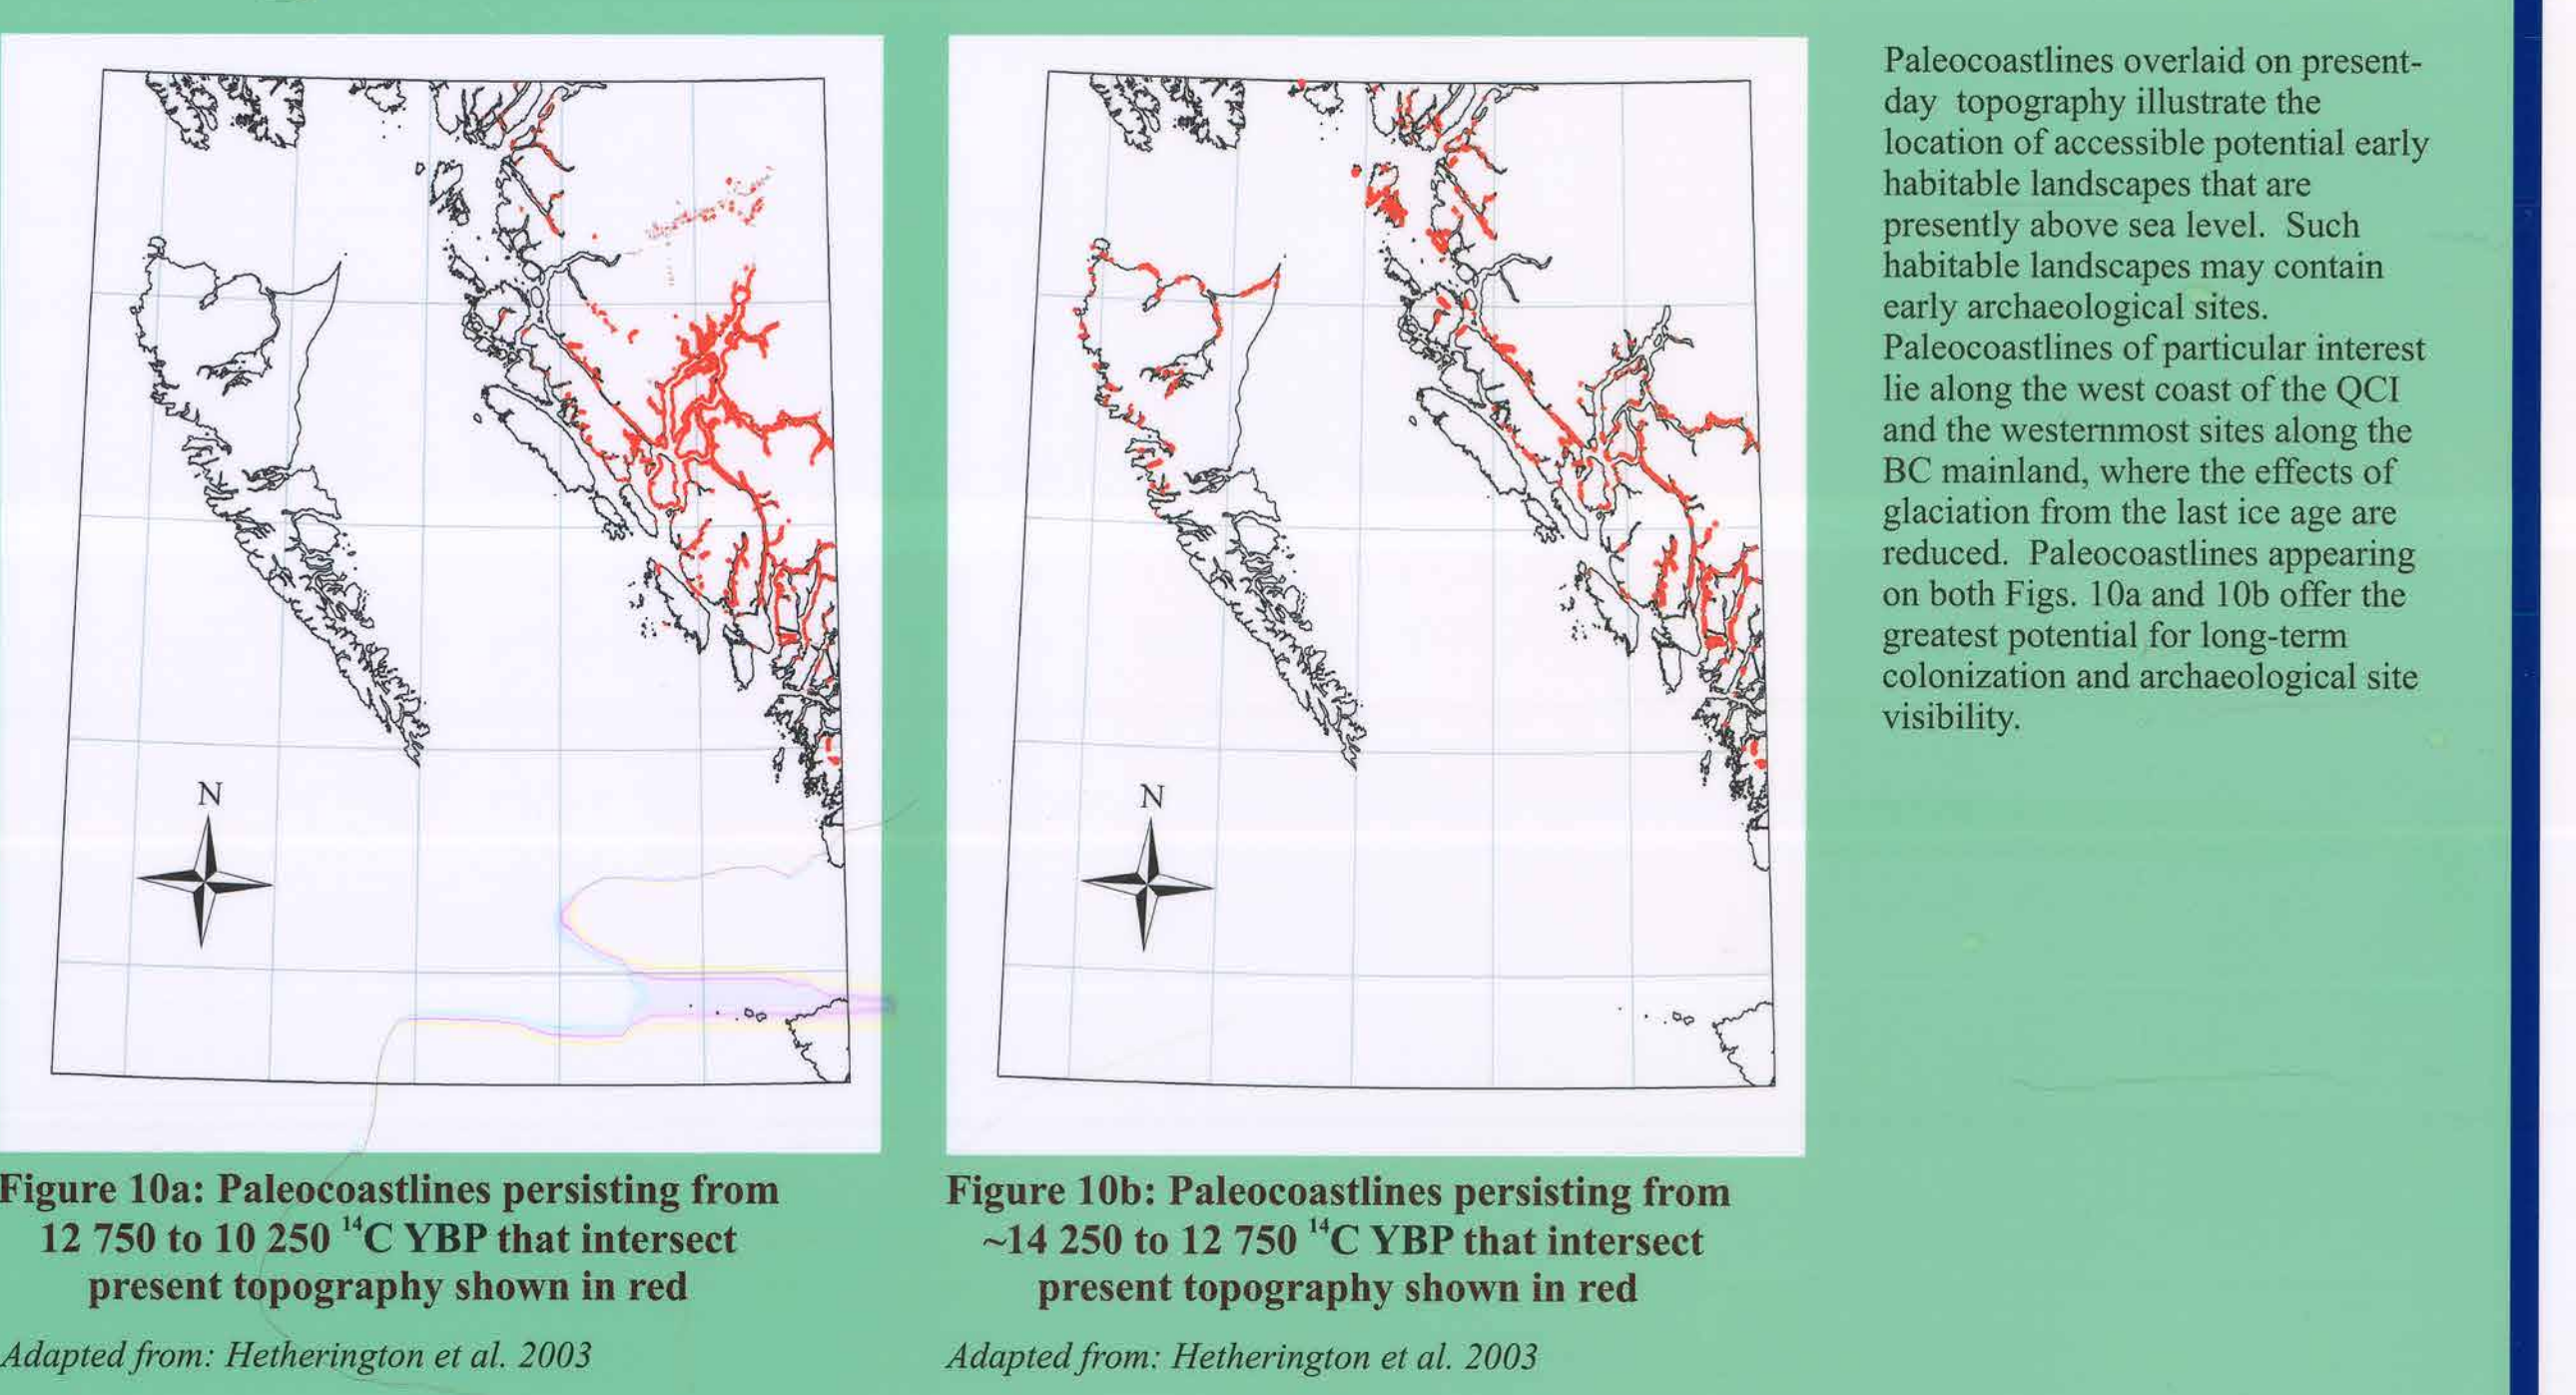 N
Figure 10a: Paleocoastlines persisting from
12 750 to 10 250 ¹⁴C YBP that intersect
present topography shown in red
Adapted from: Hetherington et al. 2003
N
Figure 10b: Paleocoastlines persisting from
~14 250 to 12 750 ¹⁴C YBP that intersect
present topography shown in red
Adapted from: Hetherington et al. 2003
Paleocoastlines overlaid on present-
day topography illustrate the
location of accessible potential early
habitable landscapes that are
presently above sea level. Such
habitable landscapes may contain
early archaeological sites.
Paleocoastlines of particular interest
lie along the west coast of the QCI
and the westernmost sites along the
BC mainland, where the effects of
glaciation from the last ice age are
reduced. Paleocoastlines appearing
on both Figs. 10a and 10b offer the
greatest potential for long-term
colonization and archaeological site
visibility.